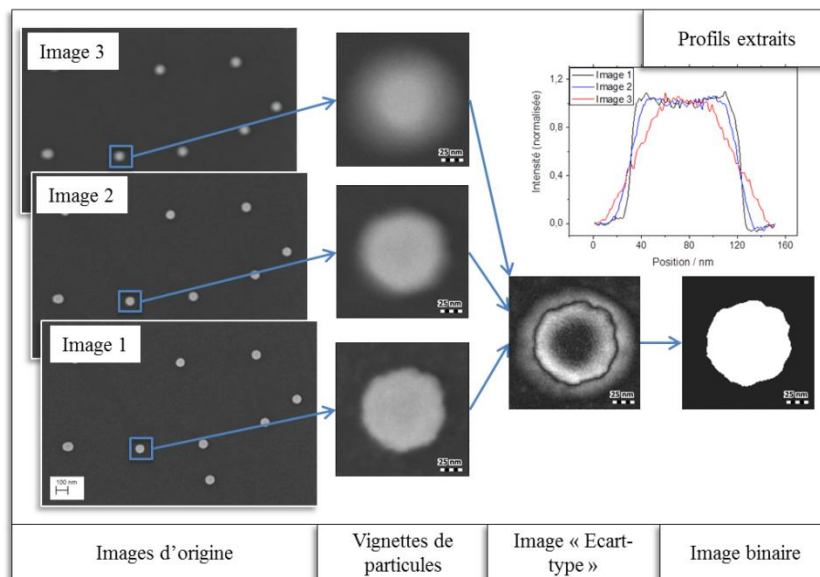 Image 3
Image 2
Image 1
100 nm
25 nm
25 nm
25 nm
Profils extraits
Image 1
Image 2
Image 3
Intensité (normalisée)
1,2
0,8
0,4
0,0
0
40
80
120
160
Position / nm
25 nm
25 nm
Images d'origine
Vignettes de
particules
Image « Ecart-
type »
Image binaire